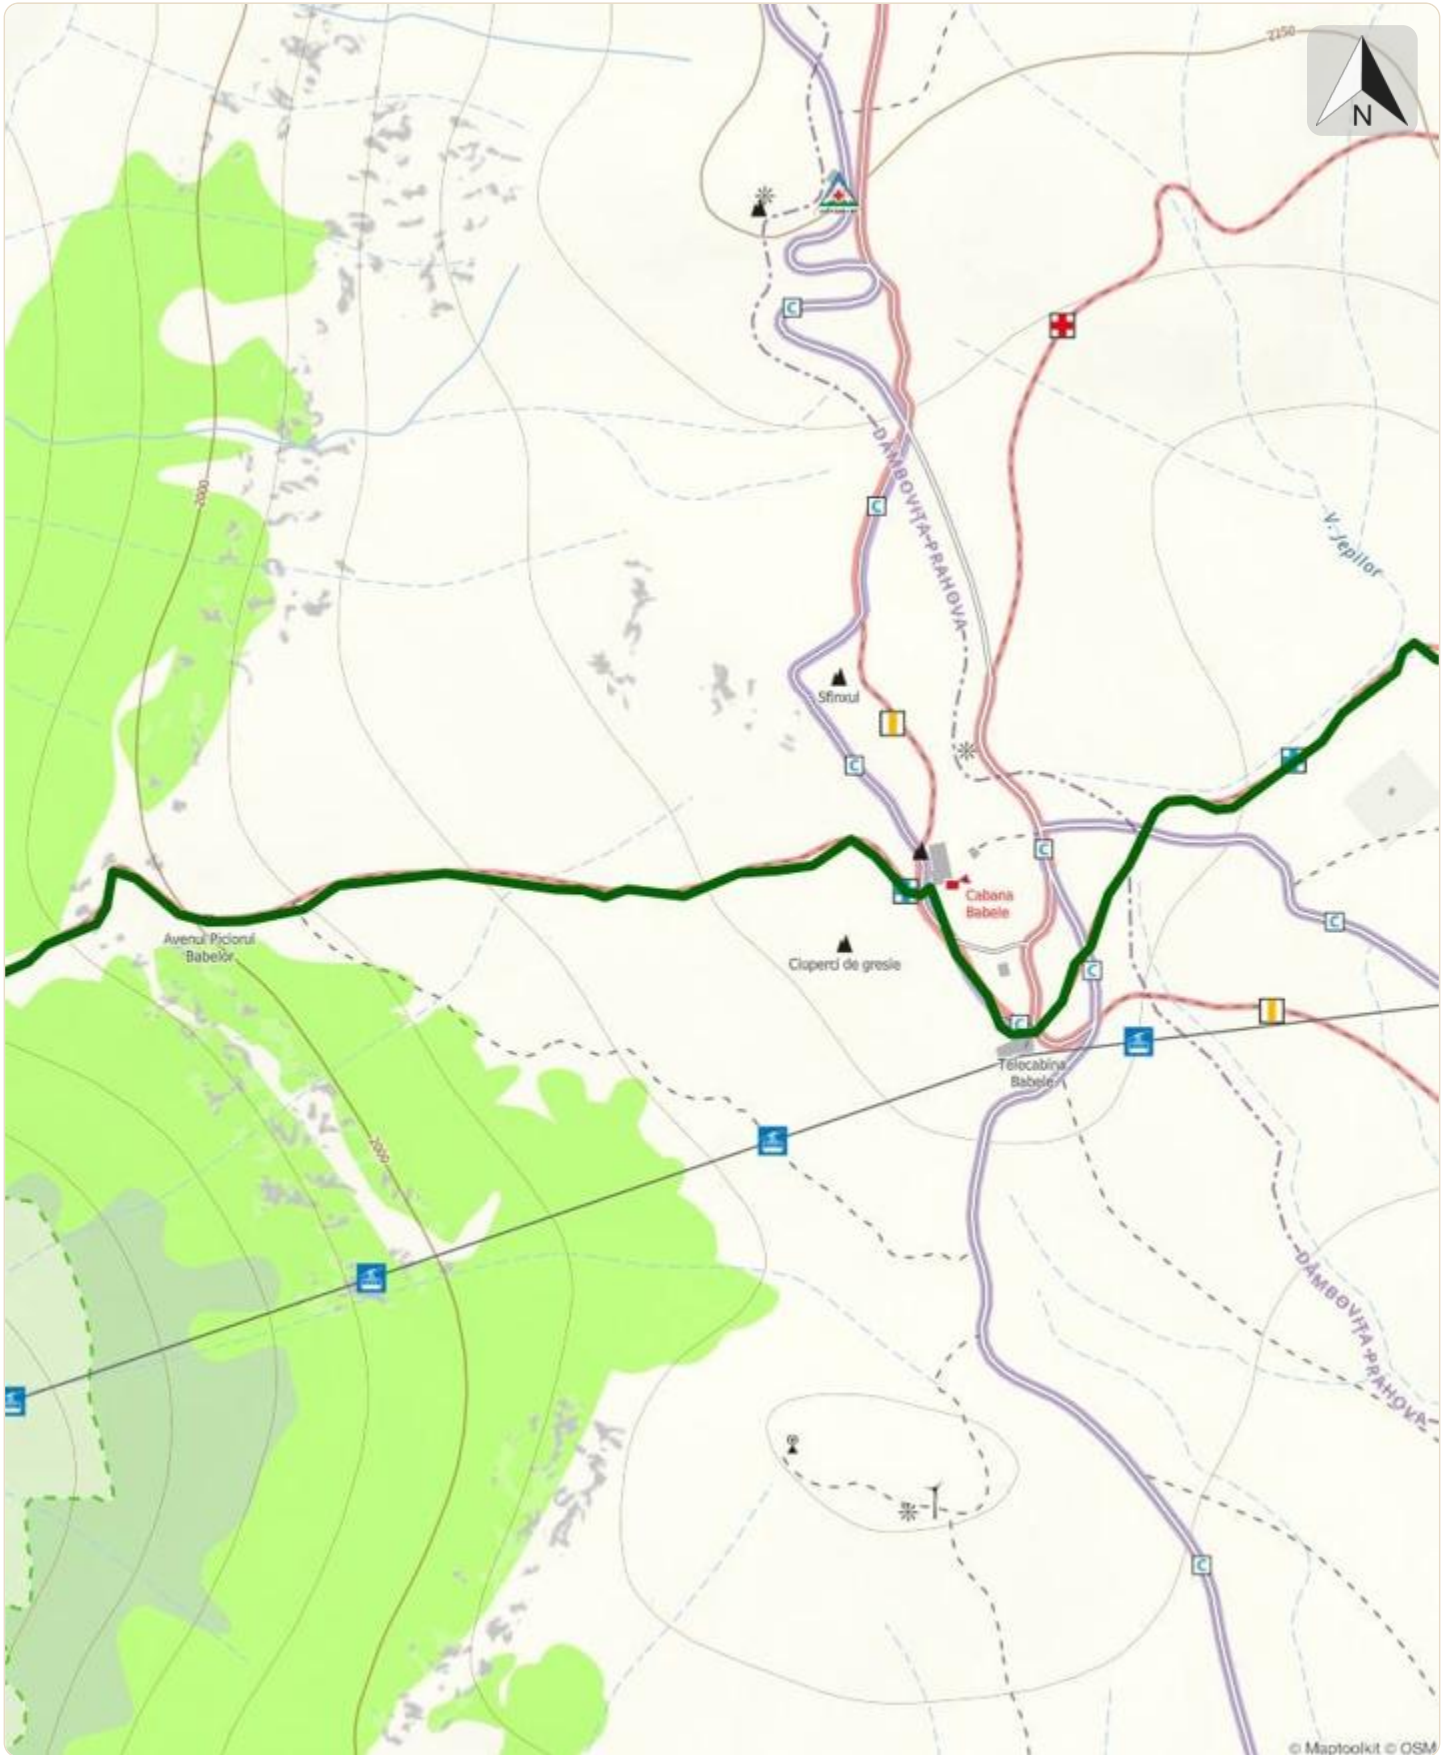 2250
N
C
2000
DÂMBOVIȚA-PRAHOVA
C
V. Jepilor
Sfinxul
C
C
Cabana
Babele
C
Avenul Piciorul
Babelor
Ciuperci de gresie
C
C
Telecabina
Babele
2000
DÂMBOVIȚA-PRAHOVA
C
© Maptoolkit © OSM